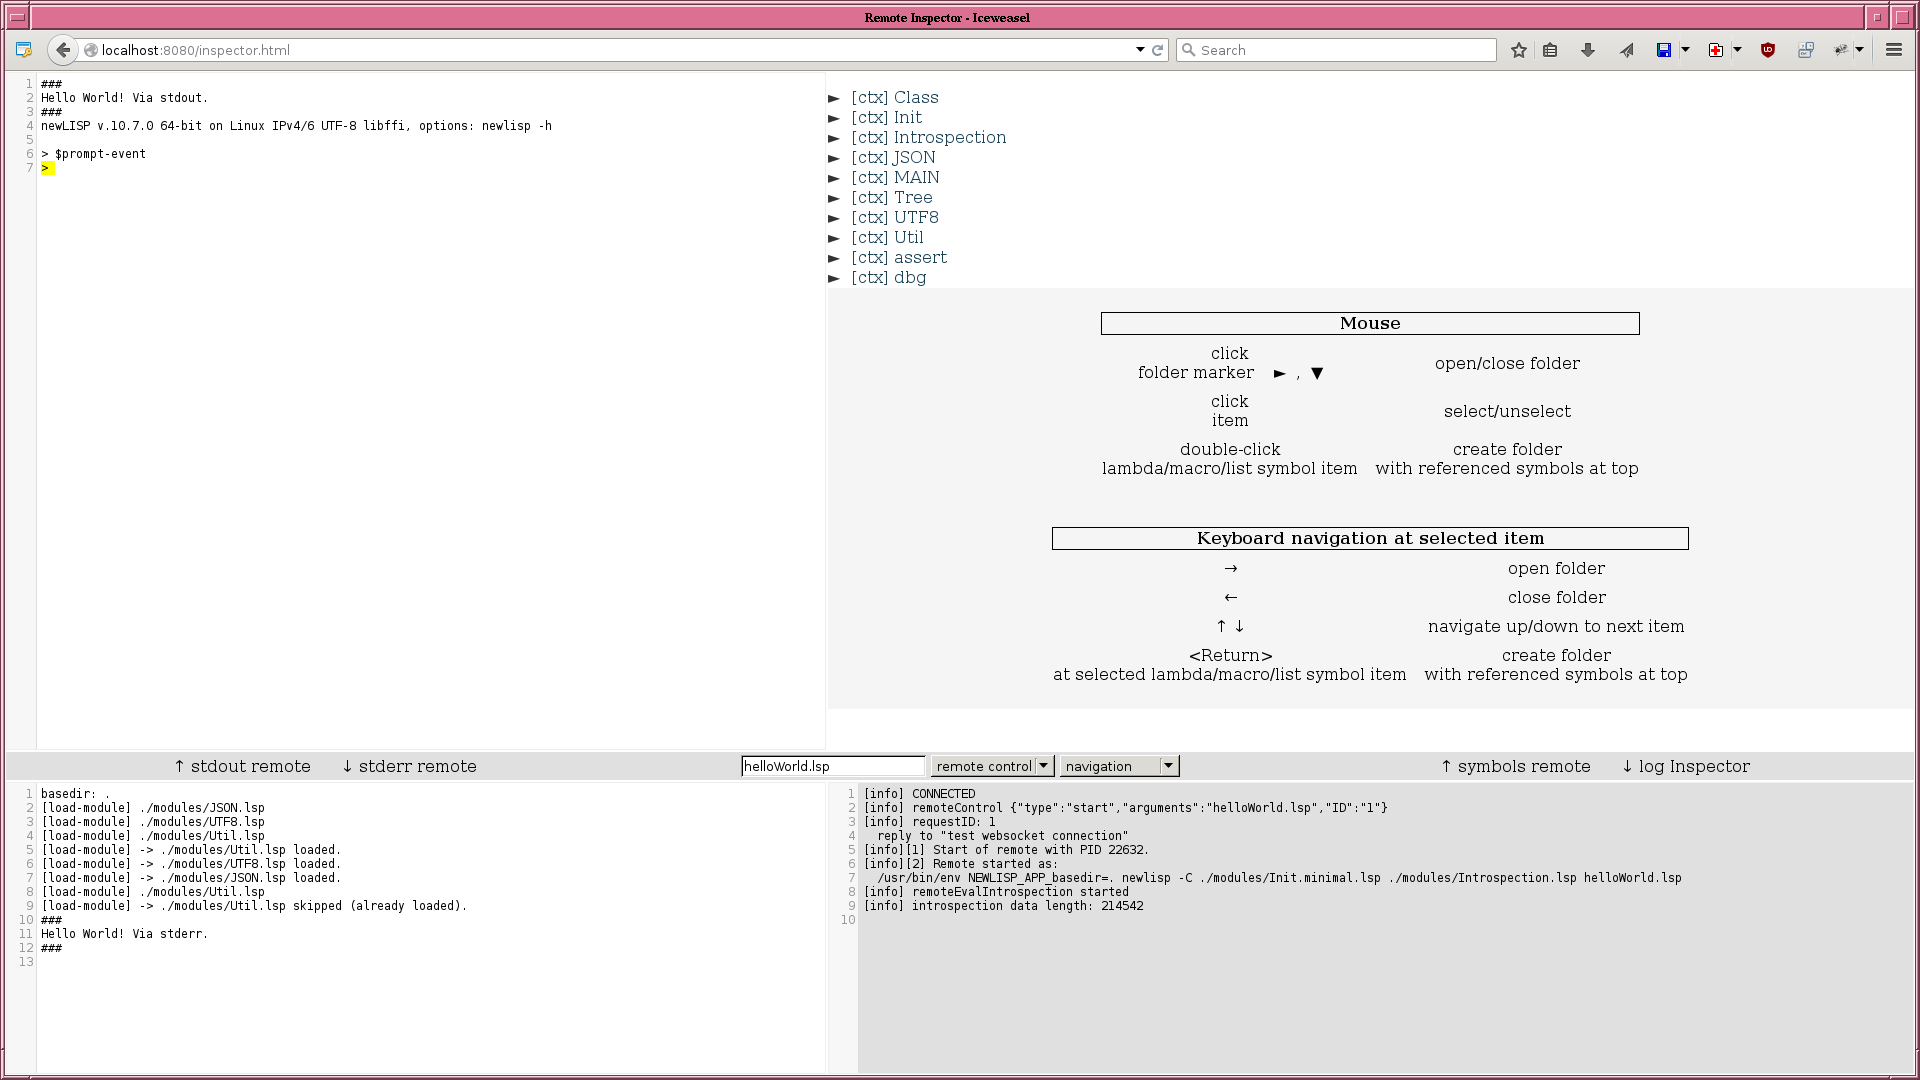 Remote Inspector - Iceweasel
localhost:8080/inspector.html
Search
1 ###
2 Hello World! Via stdout.
3 ###
4 newLISP v.10.7.0 64-bit on Linux IPv4/6 UTF-8 libffi, options: newlisp -h
5
6 > $prompt-event
7 >
► [ctx] Class
► [ctx] Init
► [ctx] Introspection
► [ctx] JSON
► [ctx] MAIN
► [ctx] Tree
► [ctx] UTF8
► [ctx] Util
► [ctx] assert
► [ctx] dbg
Mouse
click
folder marker ► , ▼
open/close folder
click
item
select/unselect
double-click
lambda/macro/list symbol item
create folder
with referenced symbols at top
Keyboard navigation at selected item
→ open folder
← close folder
↑ ↓ navigate up/down to next item
<Return>
at selected lambda/macro/list symbol item
create folder
with referenced symbols at top
↑ stdout remote ↓ stderr remote
helloWorld.lsp
remote control
navigation
↑ symbols remote ↓ log Inspector
1 basedir: .
2 [load-module] ./modules/JSON.lsp
3 [load-module] ./modules/UTF8.lsp
4 [load-module] ./modules/Util.lsp
5 [load-module] -> ./modules/Util.lsp loaded.
6 [load-module] -> ./modules/UTF8.lsp loaded.
7 [load-module] -> ./modules/JSON.lsp loaded.
8 [load-module] ./modules/Util.lsp
9 [load-module] -> ./modules/Util.lsp skipped (already loaded).
10 ###
11 Hello World! Via stderr.
12 ###
13
1 [info] CONNECTED
2 [info] remoteControl {"type":"start","arguments":"helloWorld.lsp","ID":"1"}
3 [info] requestID: 1
4 reply to "test websocket connection"
5 [info][1] Start of remote with PID 22632.
6 [info][2] Remote started as:
7 /usr/bin/env NEWLISP_APP_basedir=. newlisp -C ./modules/Init.minimal.lsp ./modules/Introspection.lsp helloWorld.lsp
8 [info] remoteEvalIntrospection started
9 [info] introspection data length: 214542
10